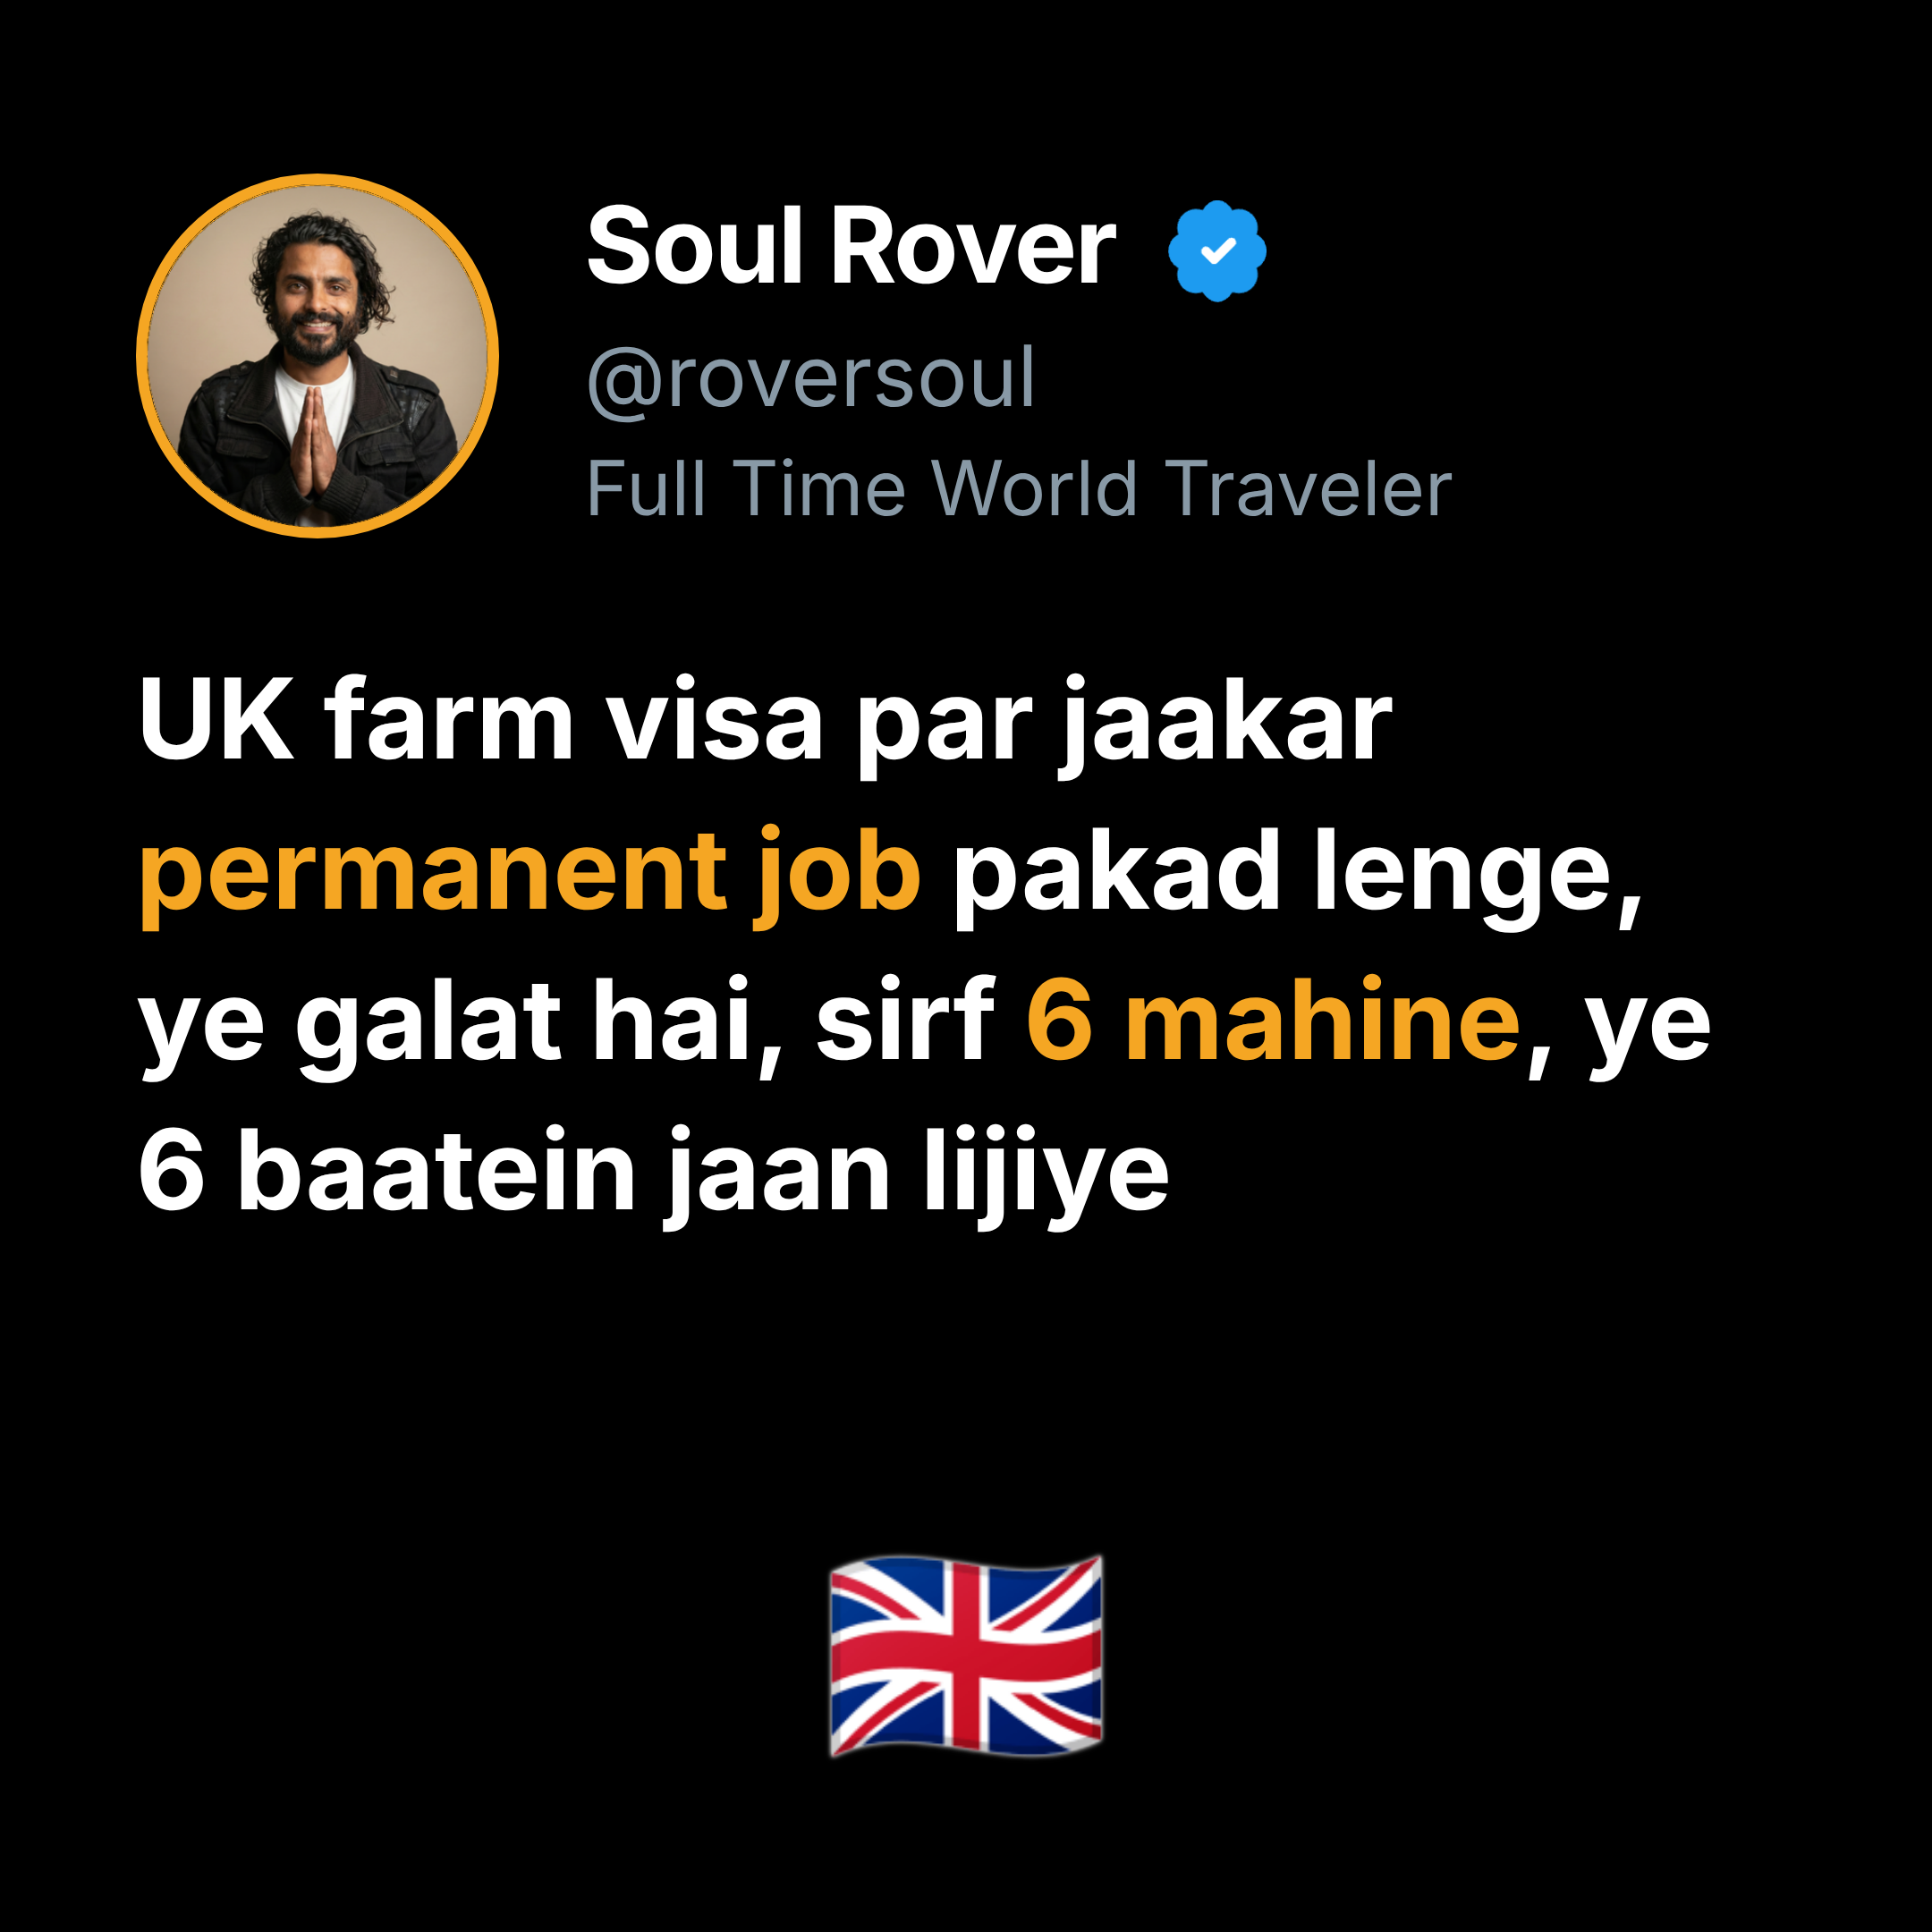 Soul Rover
@roversoul
Full Time World Traveler
UK farm visa par jaakar
permanent job pakad lenge,
ye galat hai, sirf 6 mahine, ye
6 baatein jaan lijiye